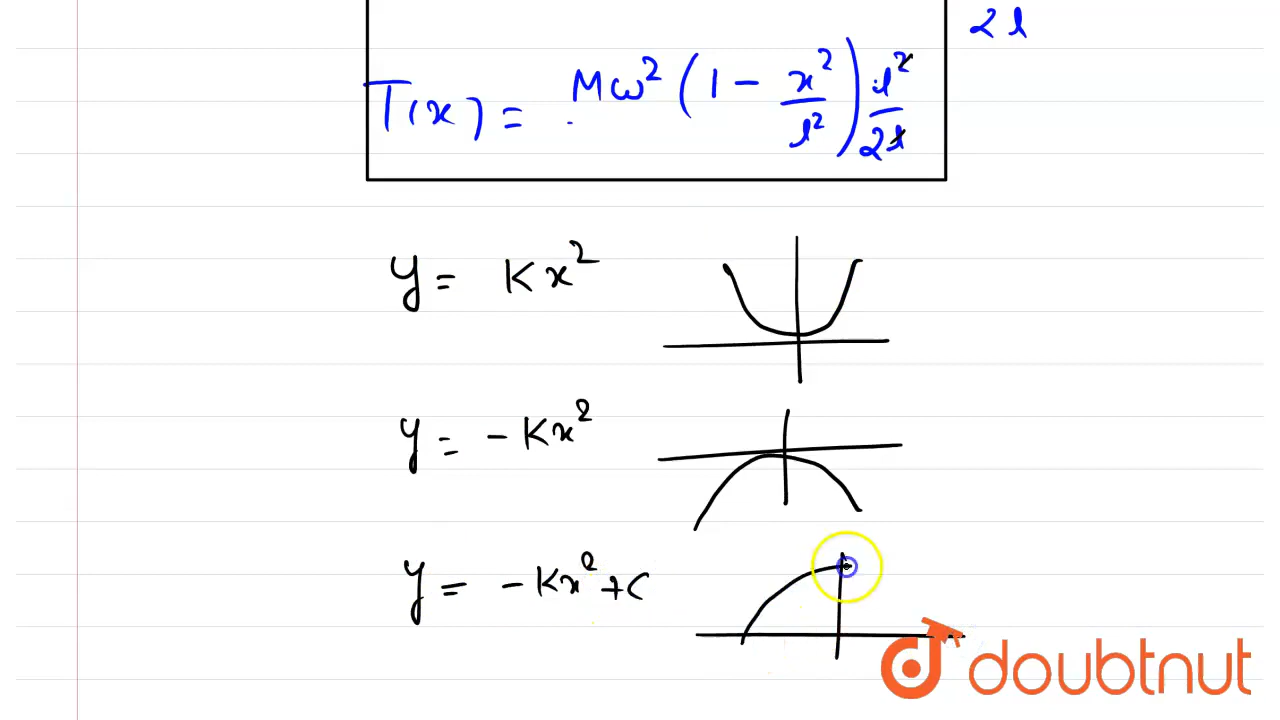 2l
T(x) = Mω² (1 - x²/l²) l²/2l
y = Kx²
y = -Kx²
y = -Kx² + C
doubtnut